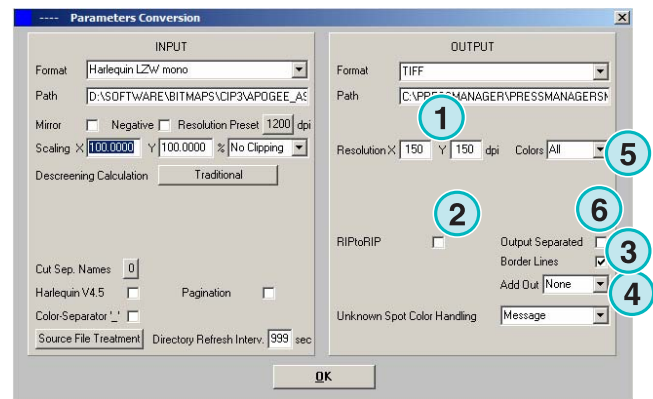 ---- Parameters Conversion
INPUT
Format Harlequin LZW mono
Path D:\SOFTWARE\BITMAPS\CIP3\APOGEE_AS
Mirror Negative Resolution Preset 1200 dpi
Scaling X 100.0000 Y 100.0000 % No Clipping
Descreening Calculation Traditional
Cut Sep. Names 0
Harlequin V4.5 Pagination
Color-Separator '_'
Source File Treatment Directory Refresh Interv. 999 sec
OUTPUT
Format TIFF
Path
1
Resolution X 150 Y 150 dpi Colors All 5
2 6
RIPtoRIP Output Separated
Border Lines 3
Add Out None 4
Unknown Spot Color Handling Message
OK